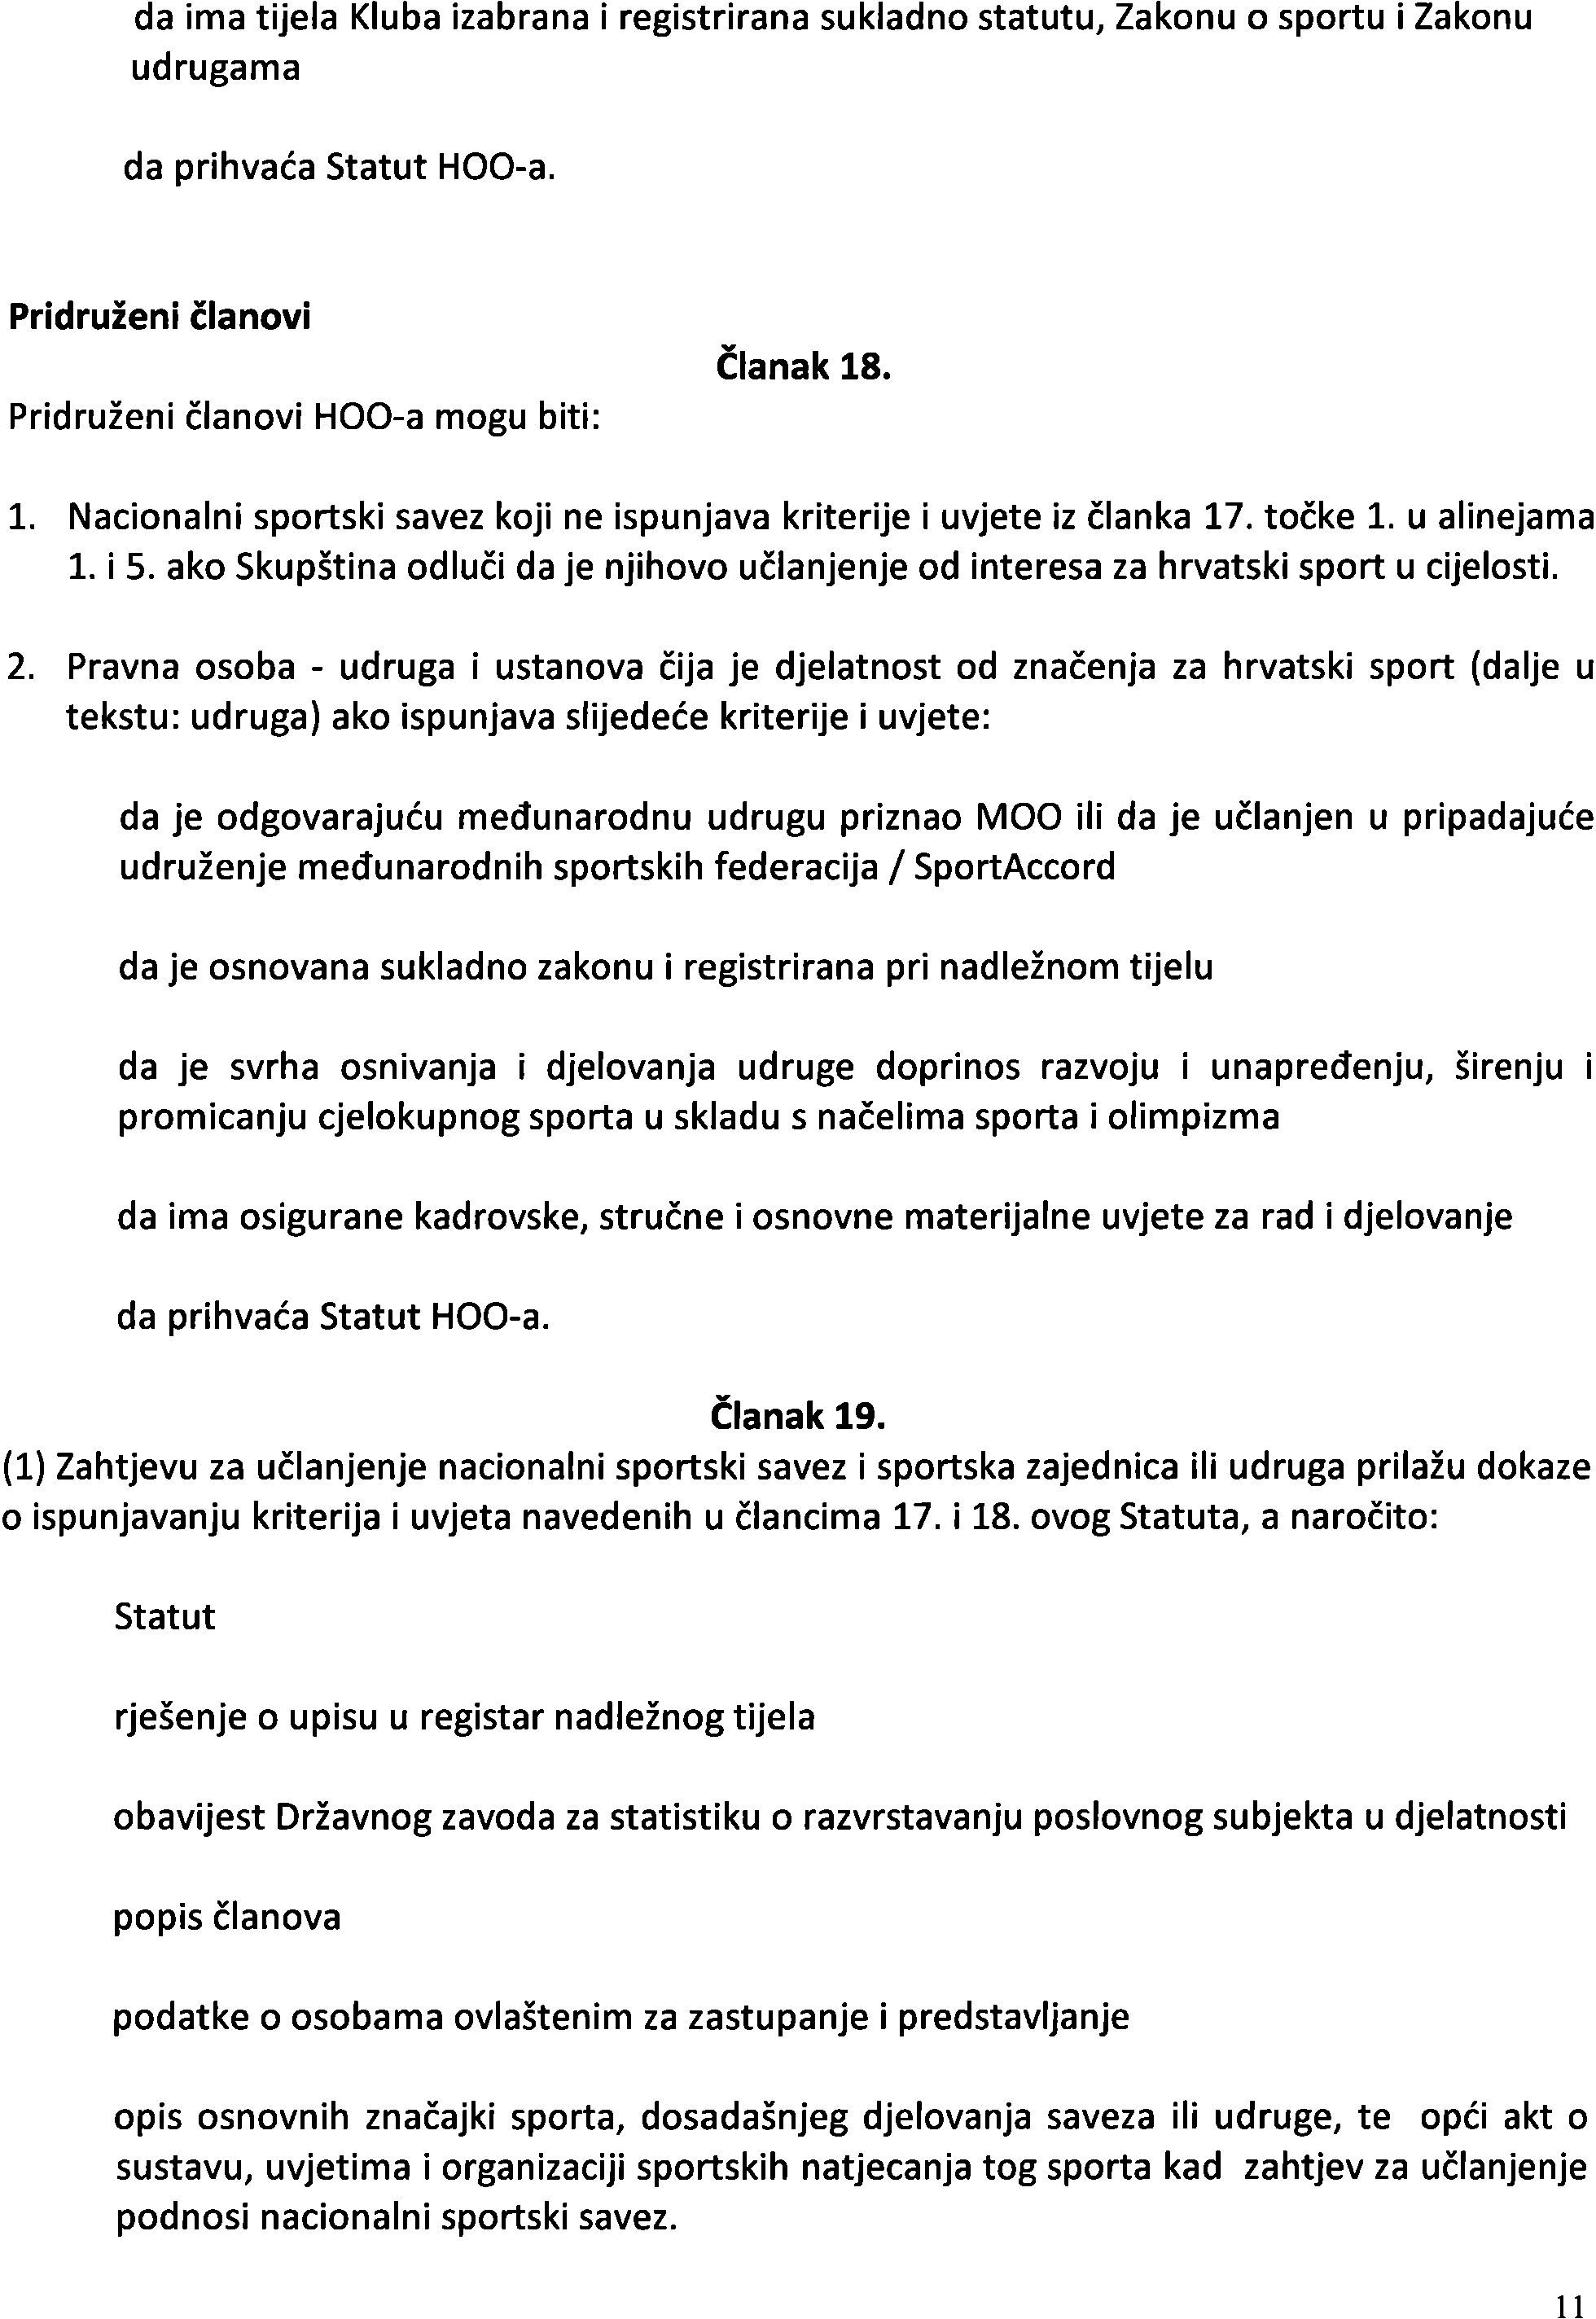 da ima tijela Kluba izabrana i registrirana sukladno statutu, Zakonu o sportu i Zakonu
udrugama
da prihvaća Statut HOO-a.
Pridruženi članovi
Članak 18.
Pridruženi članovi HOO-a mogu biti:
1. Nacionalni sportski savez koji ne ispunjava kriterije i uvjete iz članka 17. točke 1. u alinejama
1. i 5. ako Skupština odluči da je njihovo učlanjenje od interesa za hrvatski sport u cijelosti.
2. Pravna osoba - udruga i ustanova čija je djelatnost od značenja za hrvatski sport (dalje u
tekstu: udruga) ako ispunjava slijedeće kriterije i uvjete:
da je odgovarajuću međunarodnu udrugu priznao MOO ili da je učlanjen u pripadajuće
udruženje međunarodnih sportskih federacija / SportAccord
da je osnovana sukladno zakonu i registrirana pri nadležnom tijelu
da je svrha osnivanja i djelovanja udruge doprinos razvoju i unapređenju, širenju i
promicanju cjelokupnog sporta u skladu s načelima sporta i olimpizma
da ima osigurane kadrovske, stručne i osnovne materijalne uvjete za rad i djelovanje
da prihvaća Statut HOO-a.
Članak 19.
(1) Zahtjevu za učlanjenje nacionalni sportski savez i sportska zajednica ili udruga prilažu dokaze
o ispunjavanju kriterija i uvjeta navedenih u člancima 17. i 18. ovog Statuta, a naročito:
Statut
rješenje o upisu u registar nadležnog tijela
obavijest Državnog zavoda za statistiku o razvrstavanju poslovnog subjekta u djelatnosti
popis članova
podatke o osobama ovlaštenim za zastupanje i predstavljanje
opis osnovnih značajki sporta, dosadašnjeg djelovanja saveza ili udruge, te opći akt o
sustavu, uvjetima i organizaciji sportskih natjecanja tog sporta kad zahtjev za učlanjenje
podnosi nacionalni sportski savez.
11